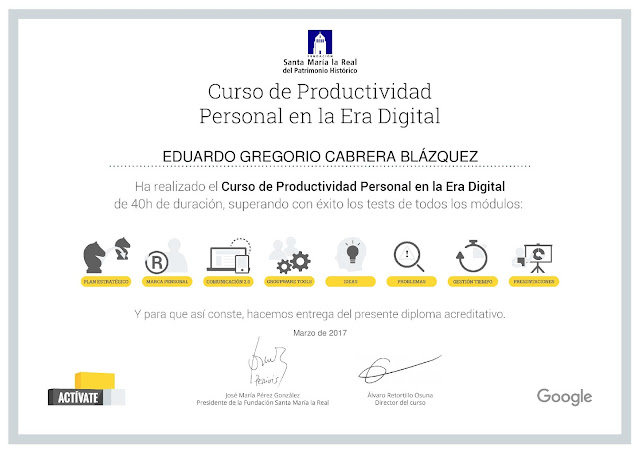 FUNDACIÓN
Santa María la Real
del Patrimonio Histórico
Curso de Productividad
Personal en la Era Digital
EDUARDO GREGORIO CABRERA BLÁZQUEZ
Ha realizado el Curso de Productividad Personal en la Era Digital
de 40h de duración, superando con éxito los tests de todos los módulos:
R
PLAN ESTRATÉGICO MARCA PERSONAL COMUNICACIÓN 2.0 GROUPWARE TOOLS IDEAS PROBLEMAS GESTIÓN TIEMPO PRESENTACIONES
Y para que así conste, hacemos entrega del presente diploma acreditativo.
Marzo de 2017
José María Pérez González Álvaro Retortillo Osuna
Presidente de la Fundación Santa María la Real Director del curso
ACTÍVATE Google